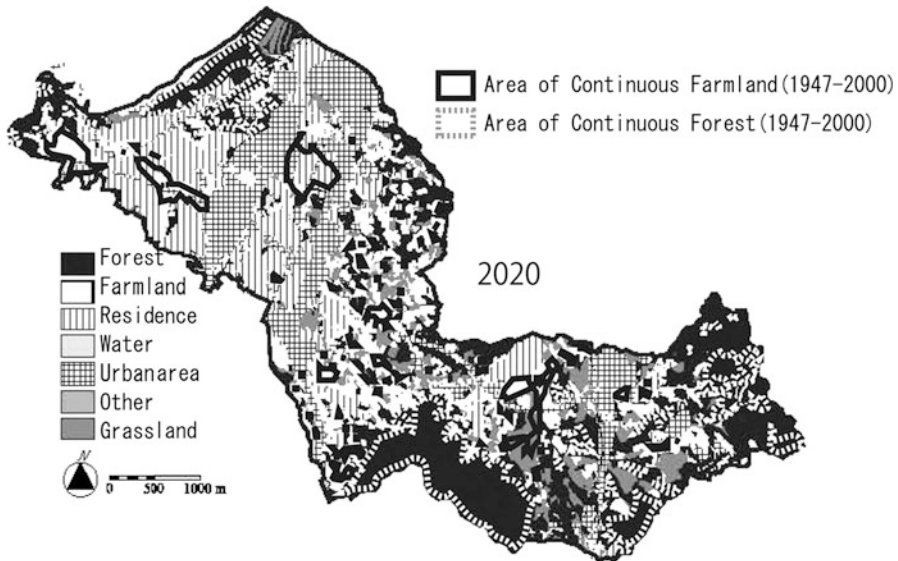 Area of Continuous Farmland(1947-2000)
Area of Continuous Forest(1947-2000)
2020
Forest
Farmland
Residence
Water
Urbanarea
Other
Grassland
N
0 500 1000 m